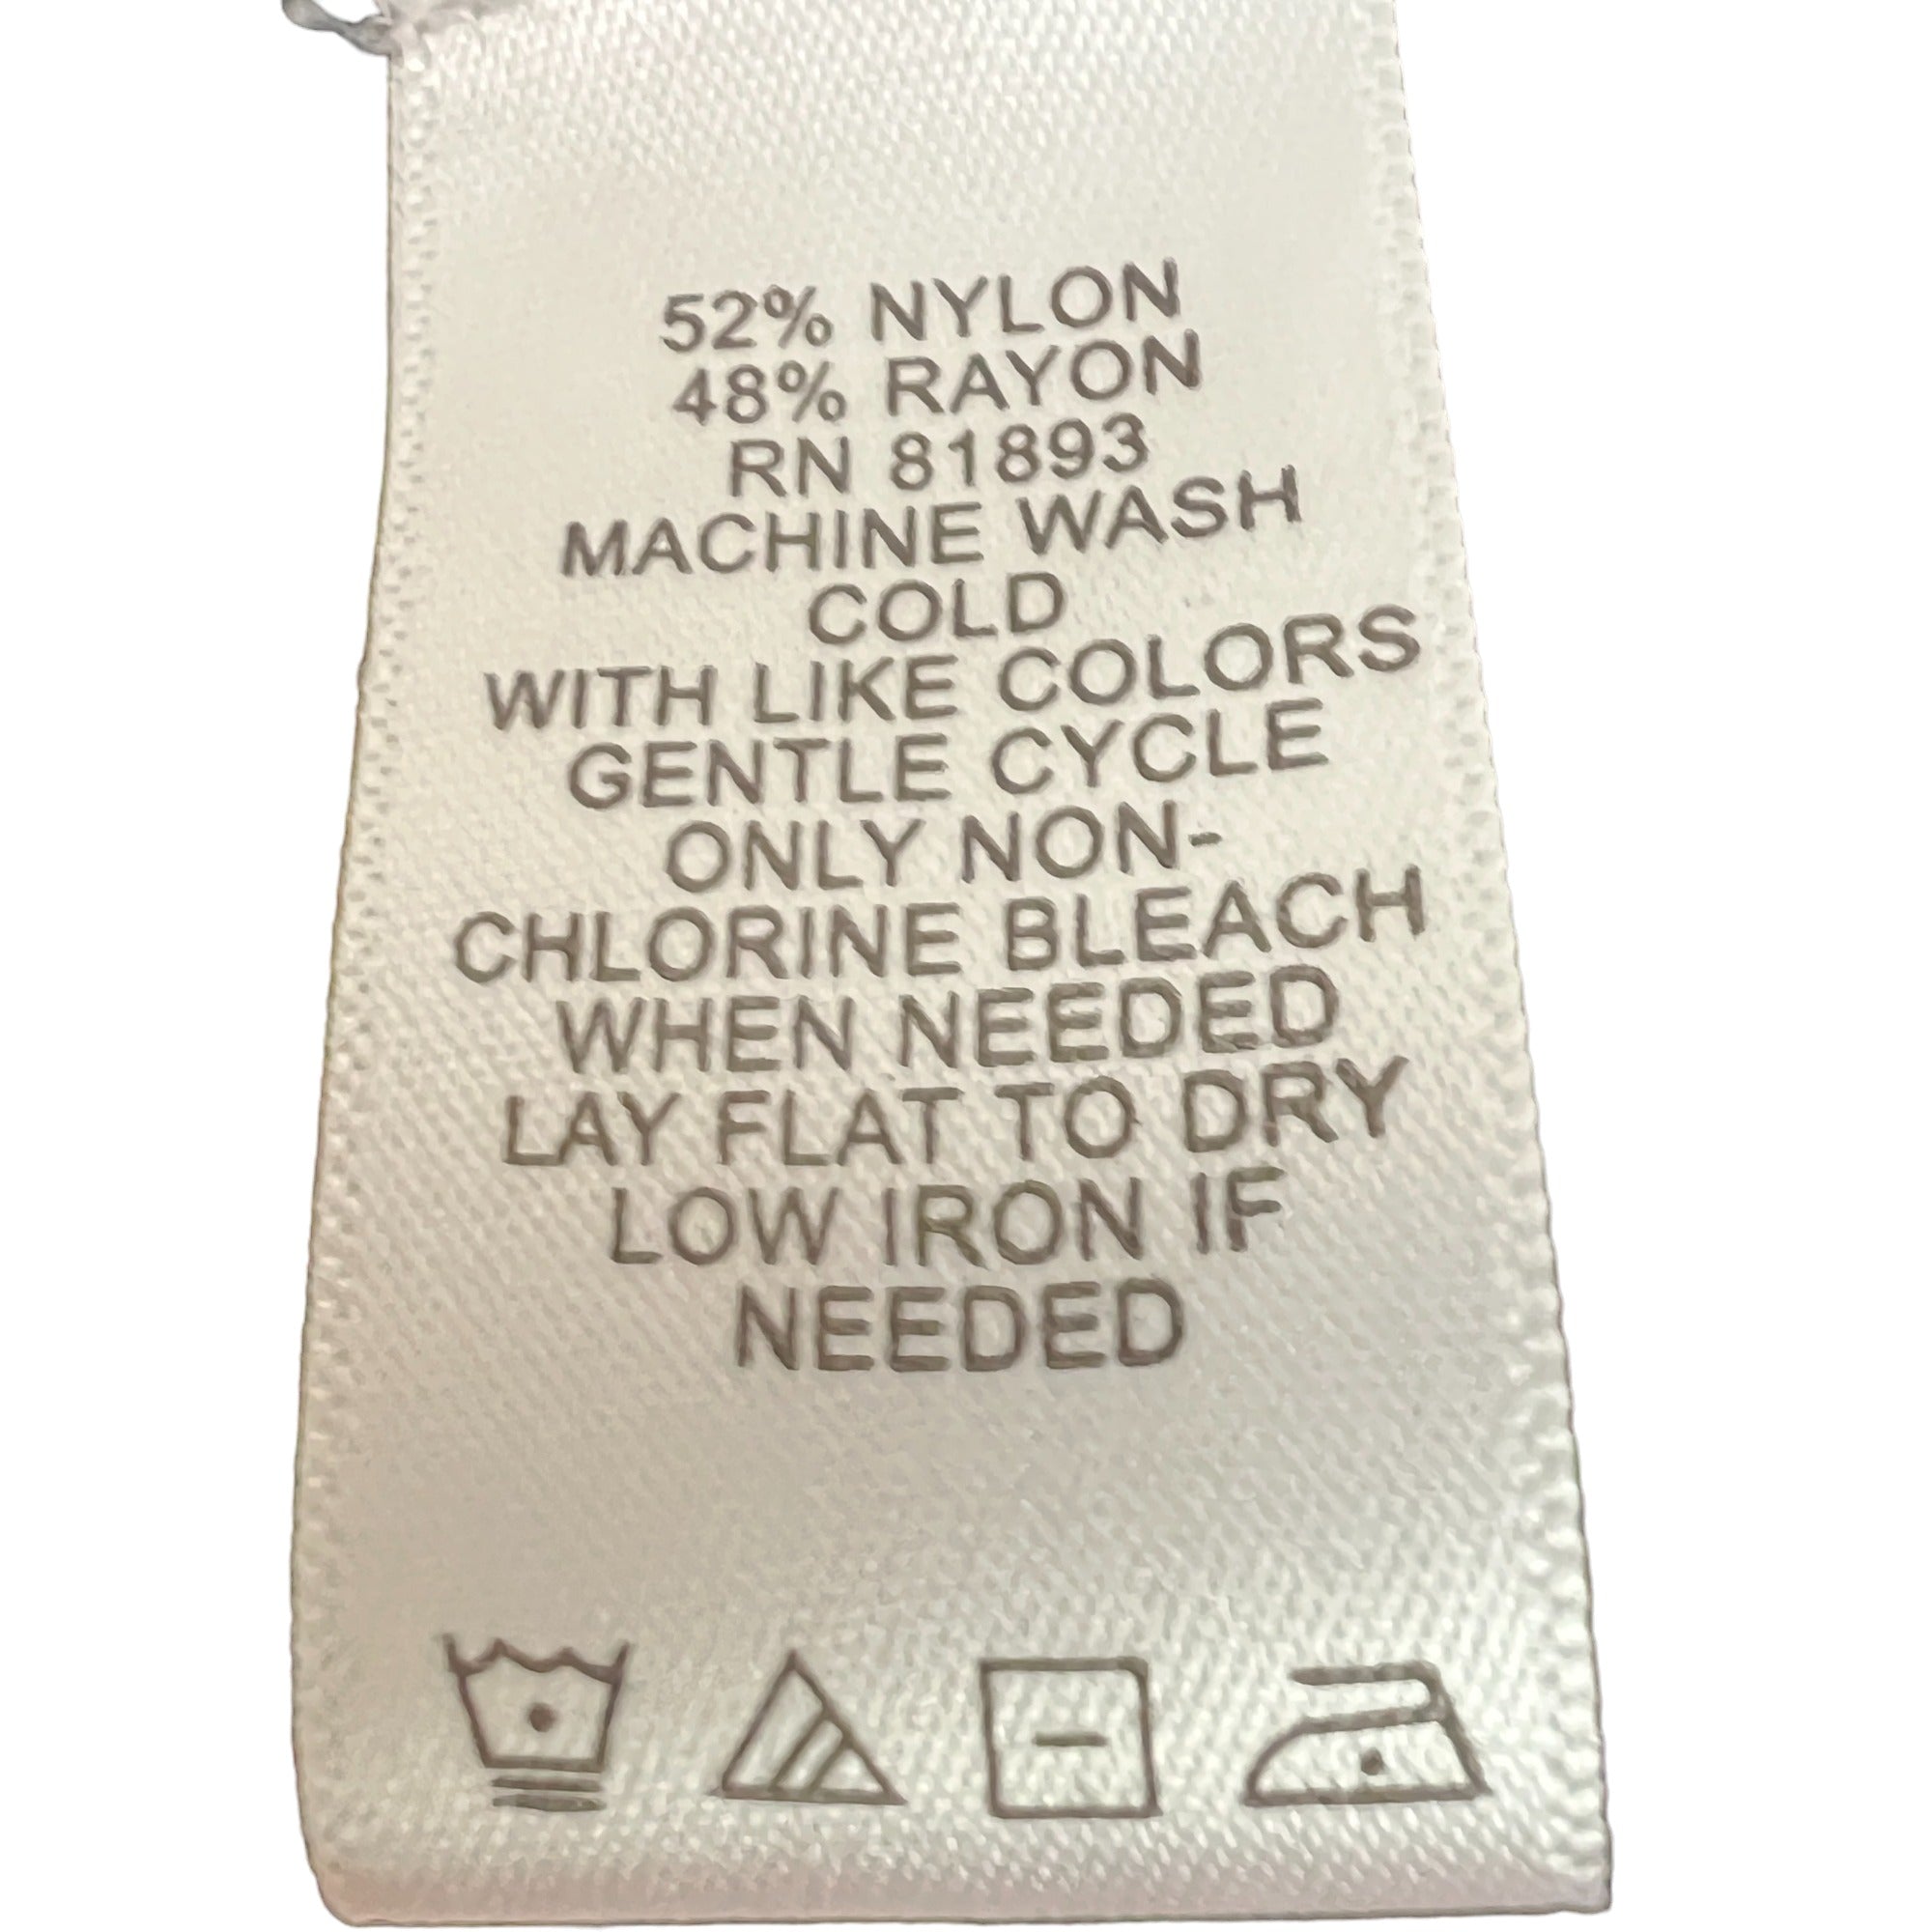 52% NYLON
48% RAYON
RN 81893
MACHINE WASH
COLD
WITH LIKE COLORS
GENTLE CYCLE
ONLY NON-
CHLORINE BLEACH
WHEN NEEDED
LAY FLAT TO DRY
LOW IRON IF
NEEDED